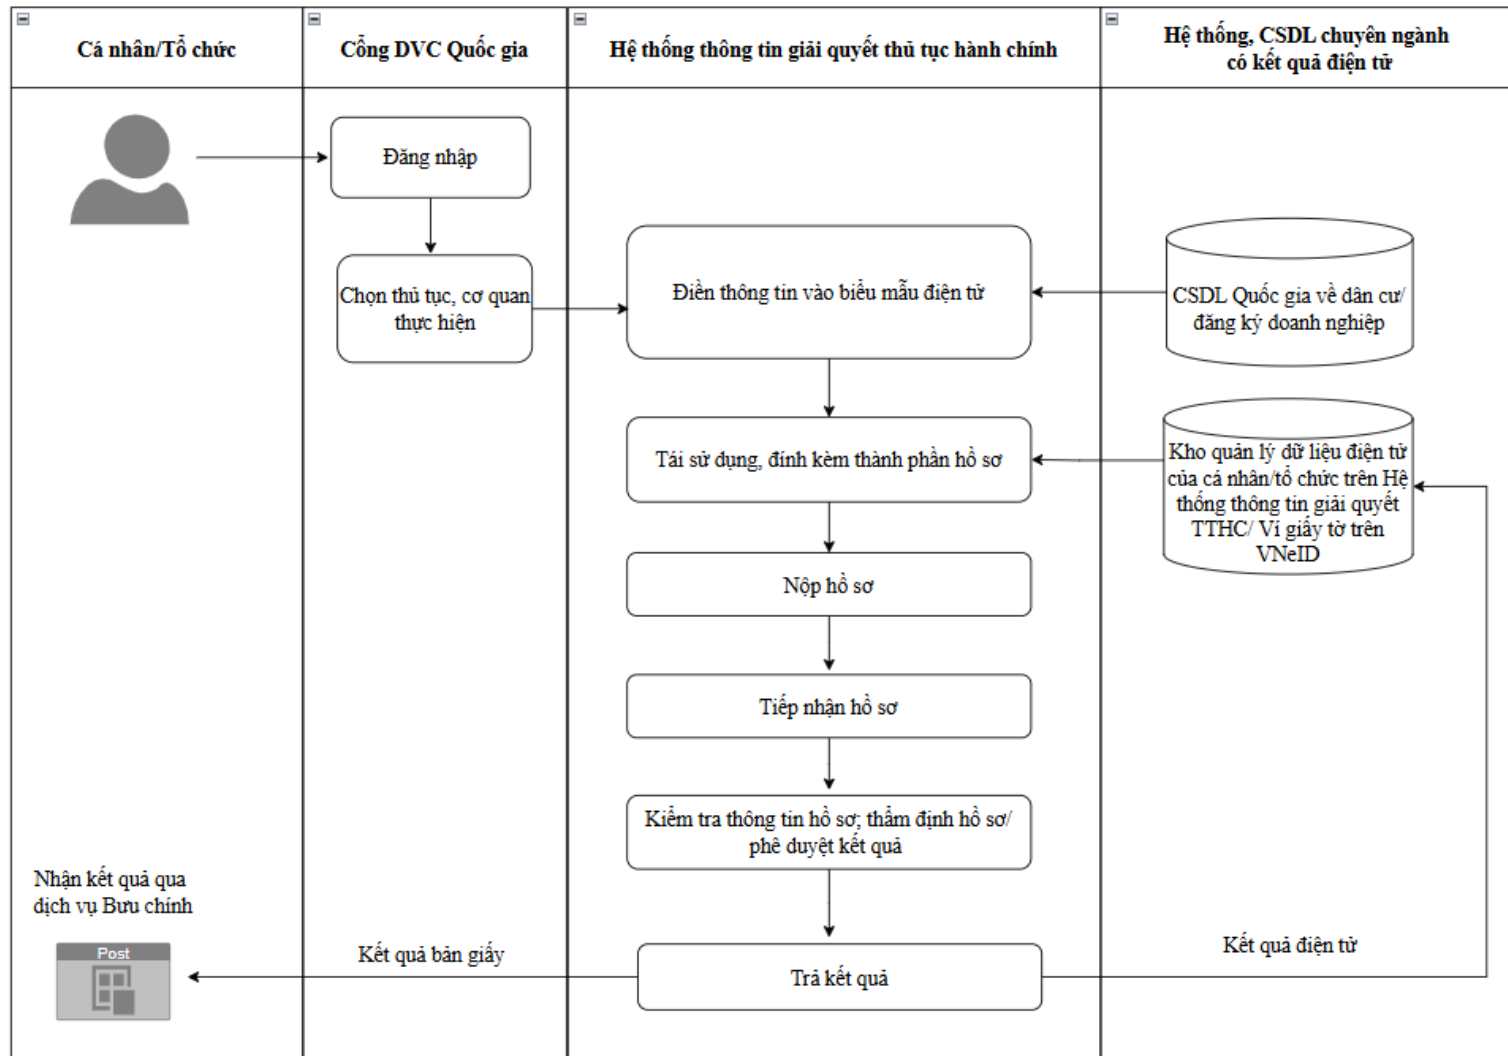 Cá nhân/Tổ chức
Cổng DVC Quốc gia
Hệ thống thông tin giải quyết thủ tục hành chính
Hệ thống, CSDL chuyên ngành
có kết quả điện tử
Đăng nhập
Chọn thủ tục, cơ quan
thực hiện
Điền thông tin vào biểu mẫu điện tử
CSDL Quốc gia về dân cư/
đăng ký doanh nghiệp
Tái sử dụng, đính kèm thành phần hồ sơ
Kho quản lý dữ liệu điện tử
của cá nhân/tổ chức trên Hệ
thống thông tin giải quyết
TTHC/ Ví giấy tờ trên
VNeID
Nộp hồ sơ
Tiếp nhận hồ sơ
Kiểm tra thông tin hồ sơ; thẩm định hồ sơ/
phê duyệt kết quả
Nhận kết quả qua
dịch vụ Bưu chính
Post
Kết quả bản giấy
Trả kết quả
Kết quả điện tử